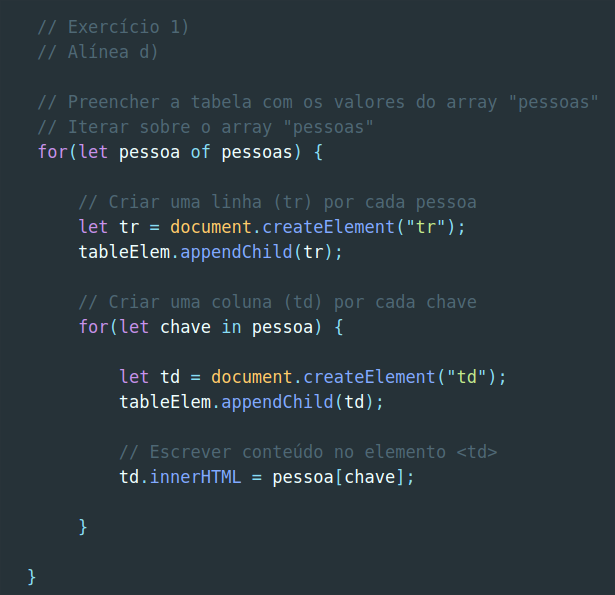 // Exercício 1)
// Alínea d)
// Preencher a tabela com os valores do array "pessoas"
// Iterar sobre o array "pessoas"
for(let pessoa of pessoas) {
// Criar uma linha (tr) por cada pessoa
let tr = document.createElement("tr");
tableElem.appendChild(tr);
// Criar uma coluna (td) por cada chave
for(let chave in pessoa) {
let td = document.createElement("td");
tableElem.appendChild(td);
// Escrever conteúdo no elemento <td>
td.innerHTML = pessoa[chave];
}
}